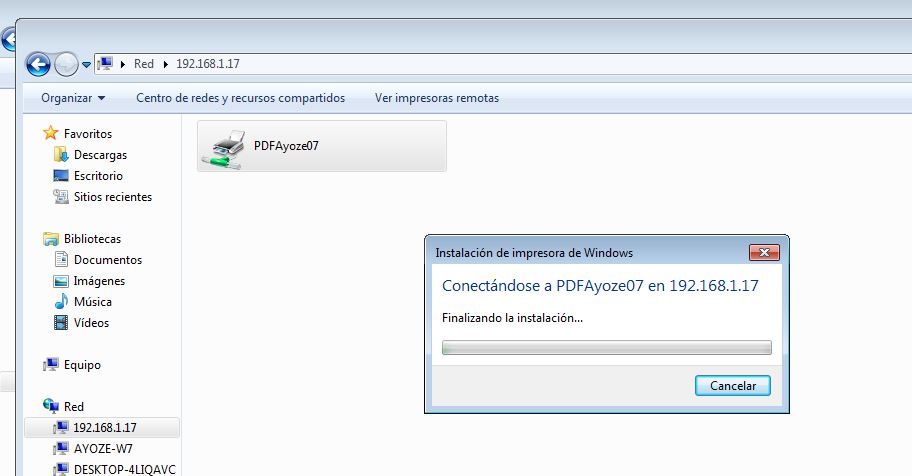 Red 192.168.1.17
Organizar Centro de redes y recursos compartidos Ver impresoras remotas
Favoritos
Descargas
Escritorio
Sitios recientes
Bibliotecas
Documentos
Imágenes
Música
Vídeos
Equipo
Red
192.168.1.17
AYOZE-W7
DESKTOP-4LIQAVC
PDFAyoze07
Instalación de impresora de Windows
Conectándose a PDFAyoze07 en 192.168.1.17
Finalizando la instalación...
Cancelar